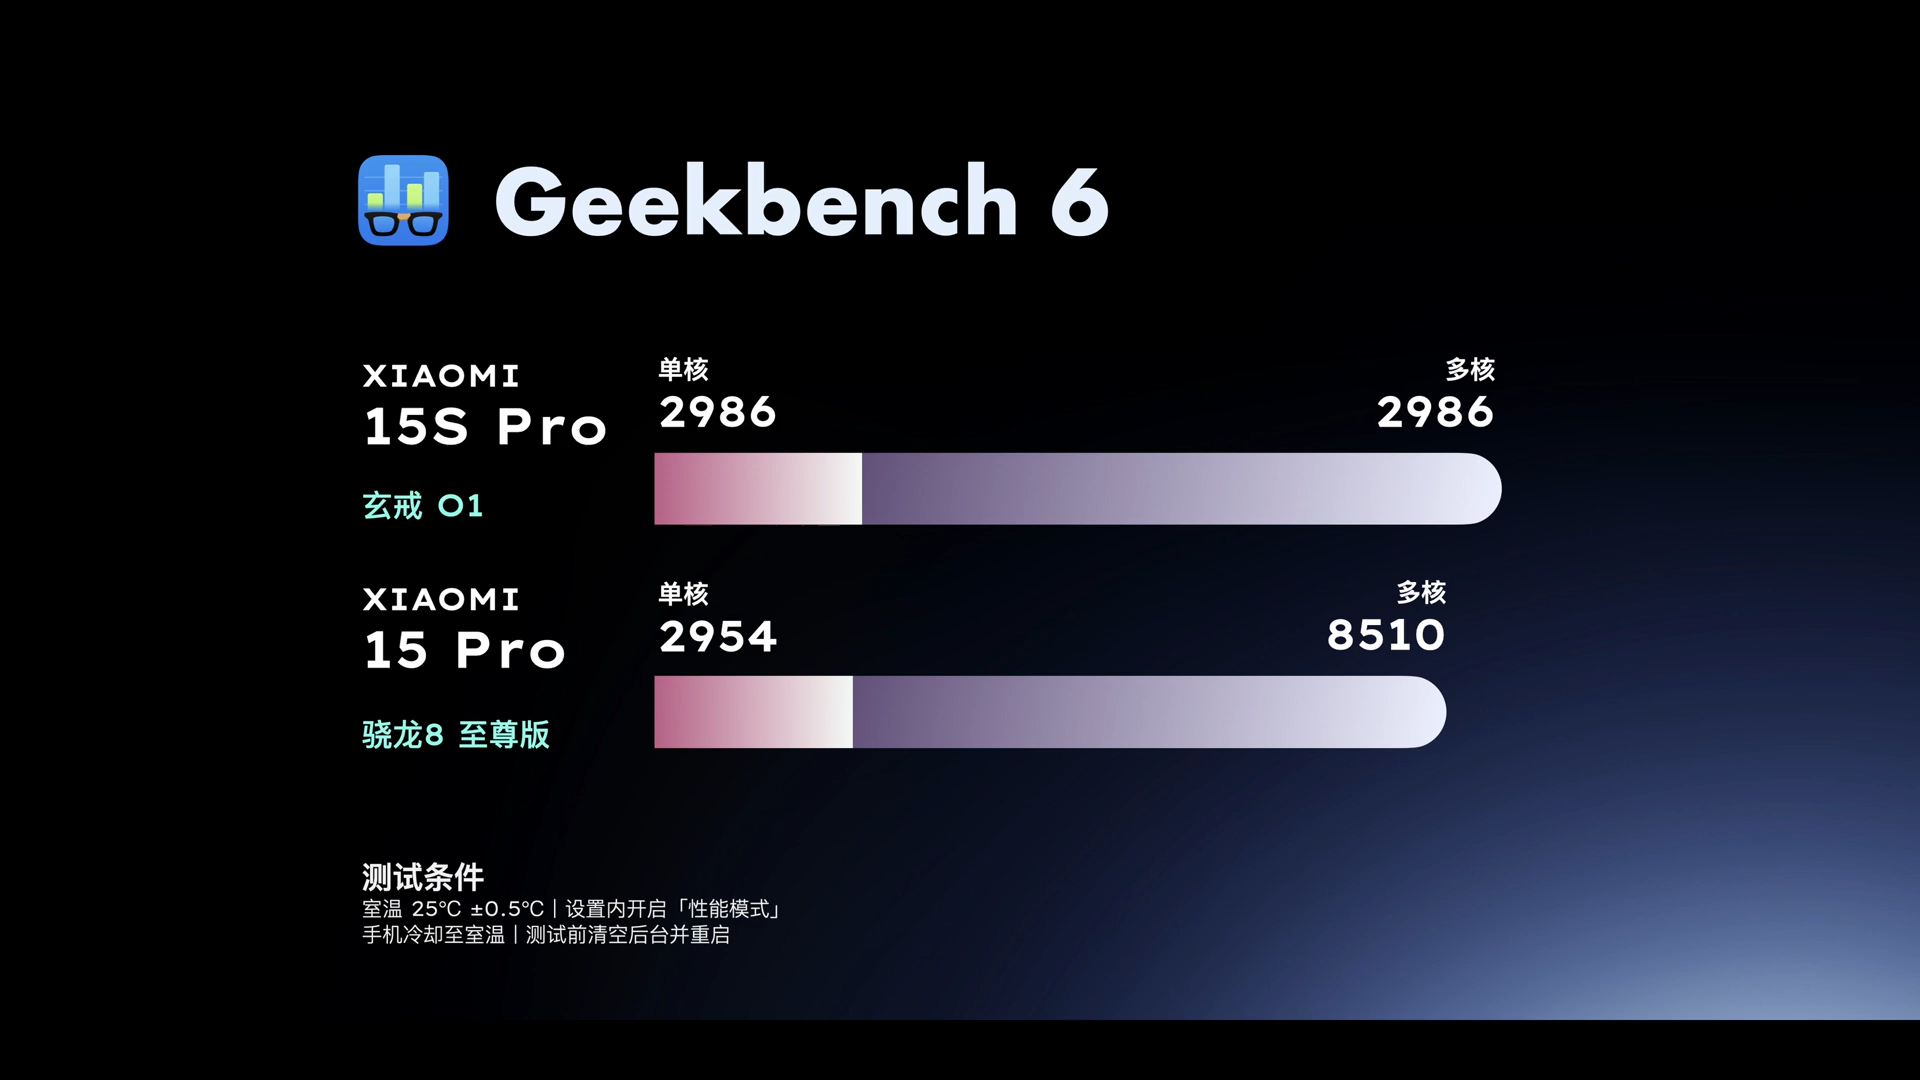 Geekbench 6
XIAOMI
15S Pro
玄戒 O1
单核
2986
多核
2986
XIAOMI
15 Pro
骁龙8 至尊版
单核
2954
多核
8510
测试条件
室温 25℃ ±0.5℃ | 设置内开启「性能模式」
手机冷却至室温 | 测试前清空后台并重启